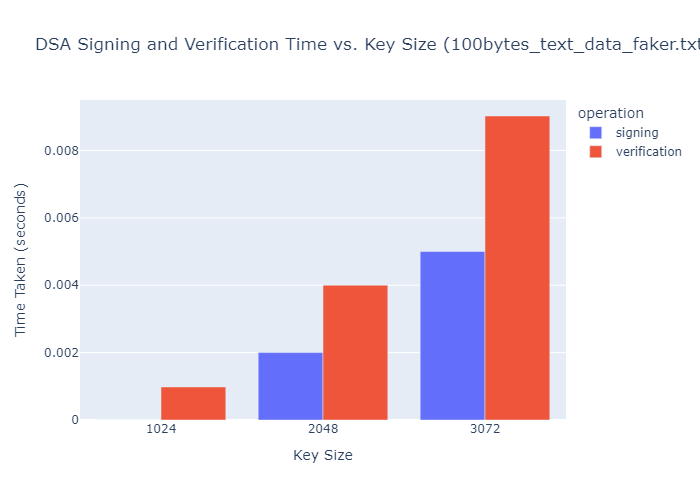 DSA Signing and Verification Time vs. Key Size (100bytes_text_data_faker.txt
operation
signing
verification
0.008
0.006
0.004
0.002
0
Time Taken (seconds)
1024 2048 3072
Key Size